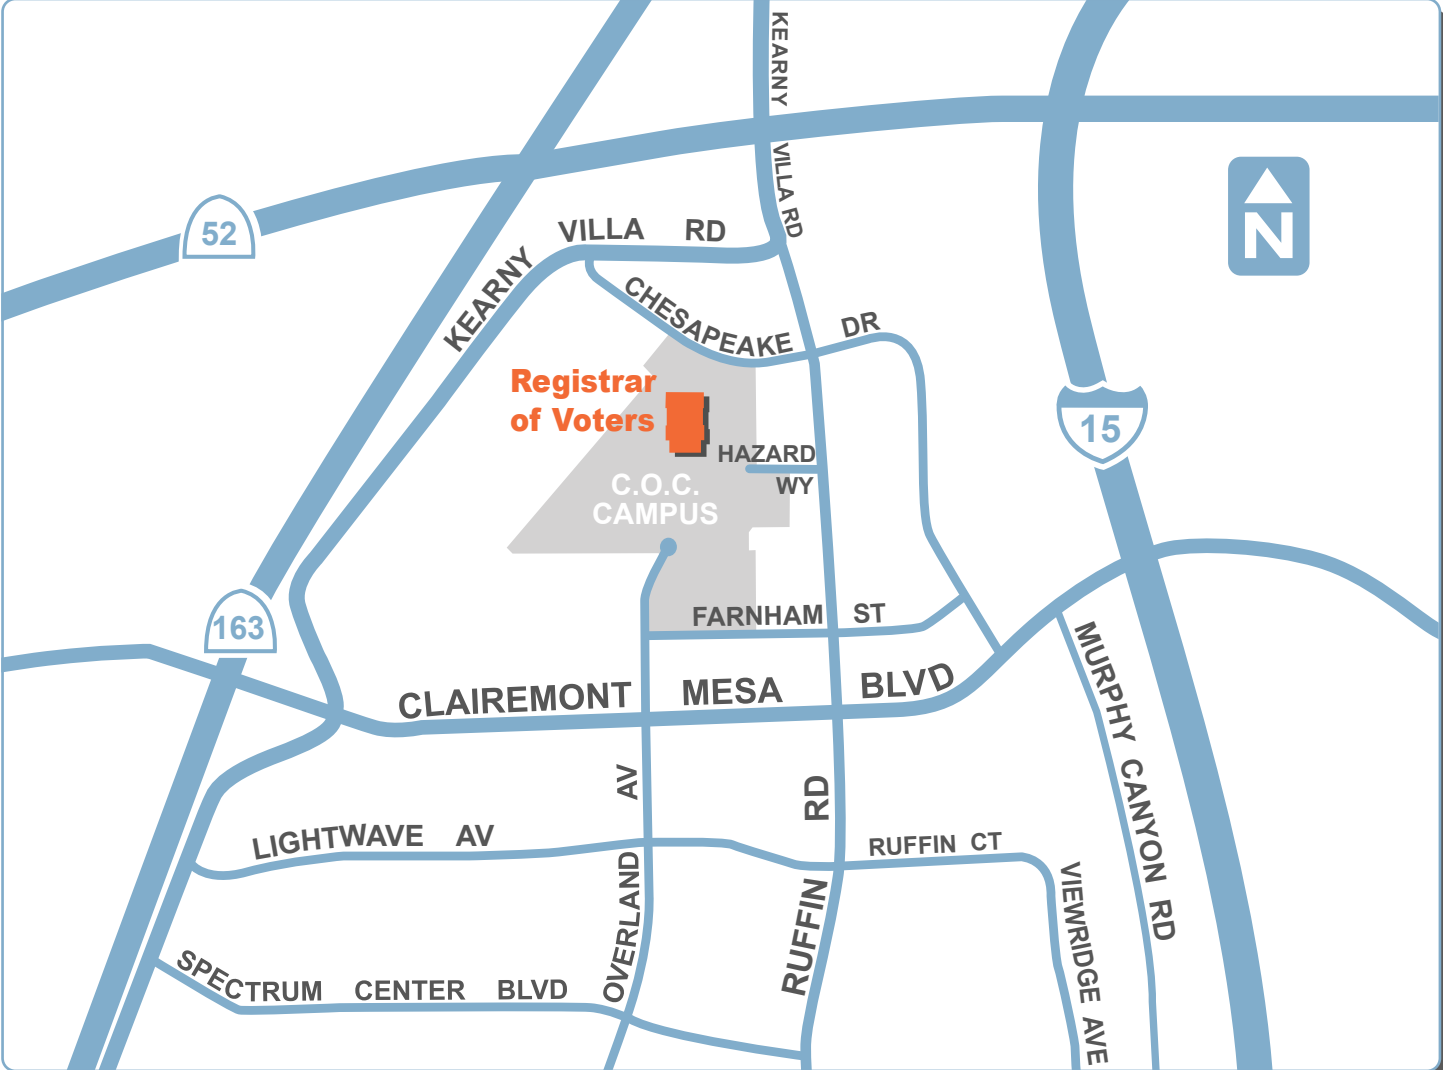 KEARNY VILLA RD
52
KEARNY VILLA RD
CHESAPEAKE DR
N
Registrar
of Voters
15
HAZARD
WY
C.O.C.
CAMPUS
FARNHAM ST
163
CLAIREMONT MESA BLVD
MURPHY CANYON RD
OVERLAND AV
RUFFIN RD
LIGHTWAVE AV
RUFFIN CT
VIEWRIDGE AVE
SPECTRUM CENTER BLVD